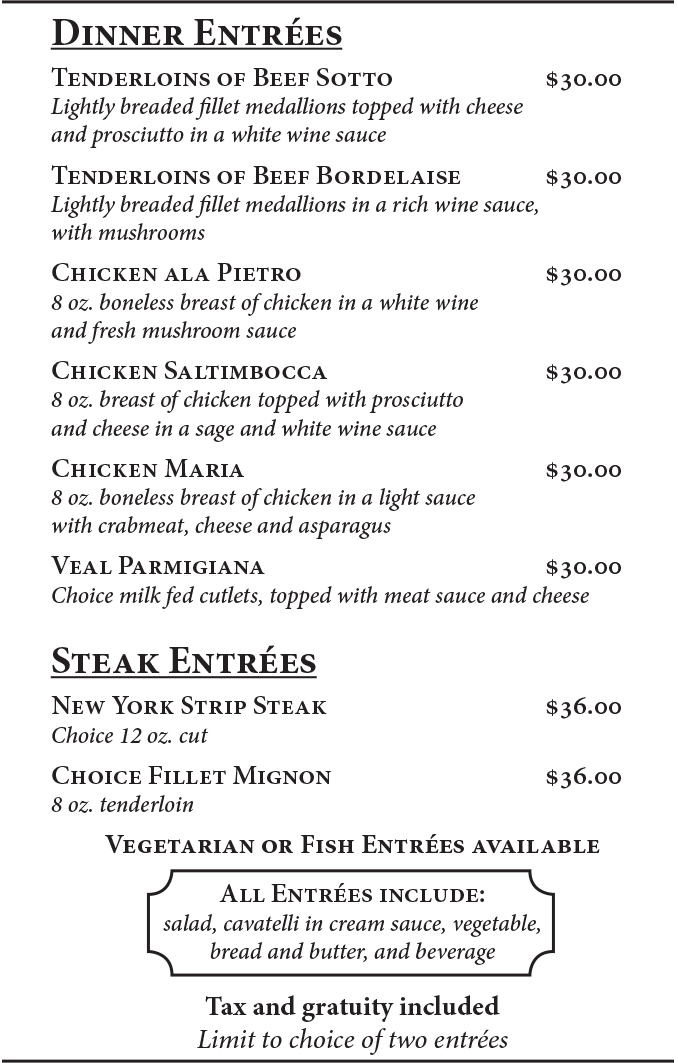 Dinner Entrées
Tenderloins of Beef Sotto $30.00
Lightly breaded fillet medallions topped with cheese
and prosciutto in a white wine sauce
Tenderloins of Beef Bordelaise $30.00
Lightly breaded fillet medallions in a rich wine sauce,
with mushrooms
Chicken ala Pietro $30.00
8 oz. boneless breast of chicken in a white wine
and fresh mushroom sauce
Chicken Saltimbocca $30.00
8 oz. breast of chicken topped with prosciutto
and cheese in a sage and white wine sauce
Chicken Maria $30.00
8 oz. boneless breast of chicken in a light sauce
with crabmeat, cheese and asparagus
Veal Parmigiana $30.00
Choice milk fed cutlets, topped with meat sauce and cheese
Steak Entrées
New York Strip Steak $36.00
Choice 12 oz. cut
Choice Fillet Mignon $36.00
8 oz. tenderloin
Vegetarian or Fish Entrées available
All Entrées include:
salad, cavatelli in cream sauce, vegetable,
bread and butter, and beverage
Tax and gratuity included
Limit to choice of two entrées